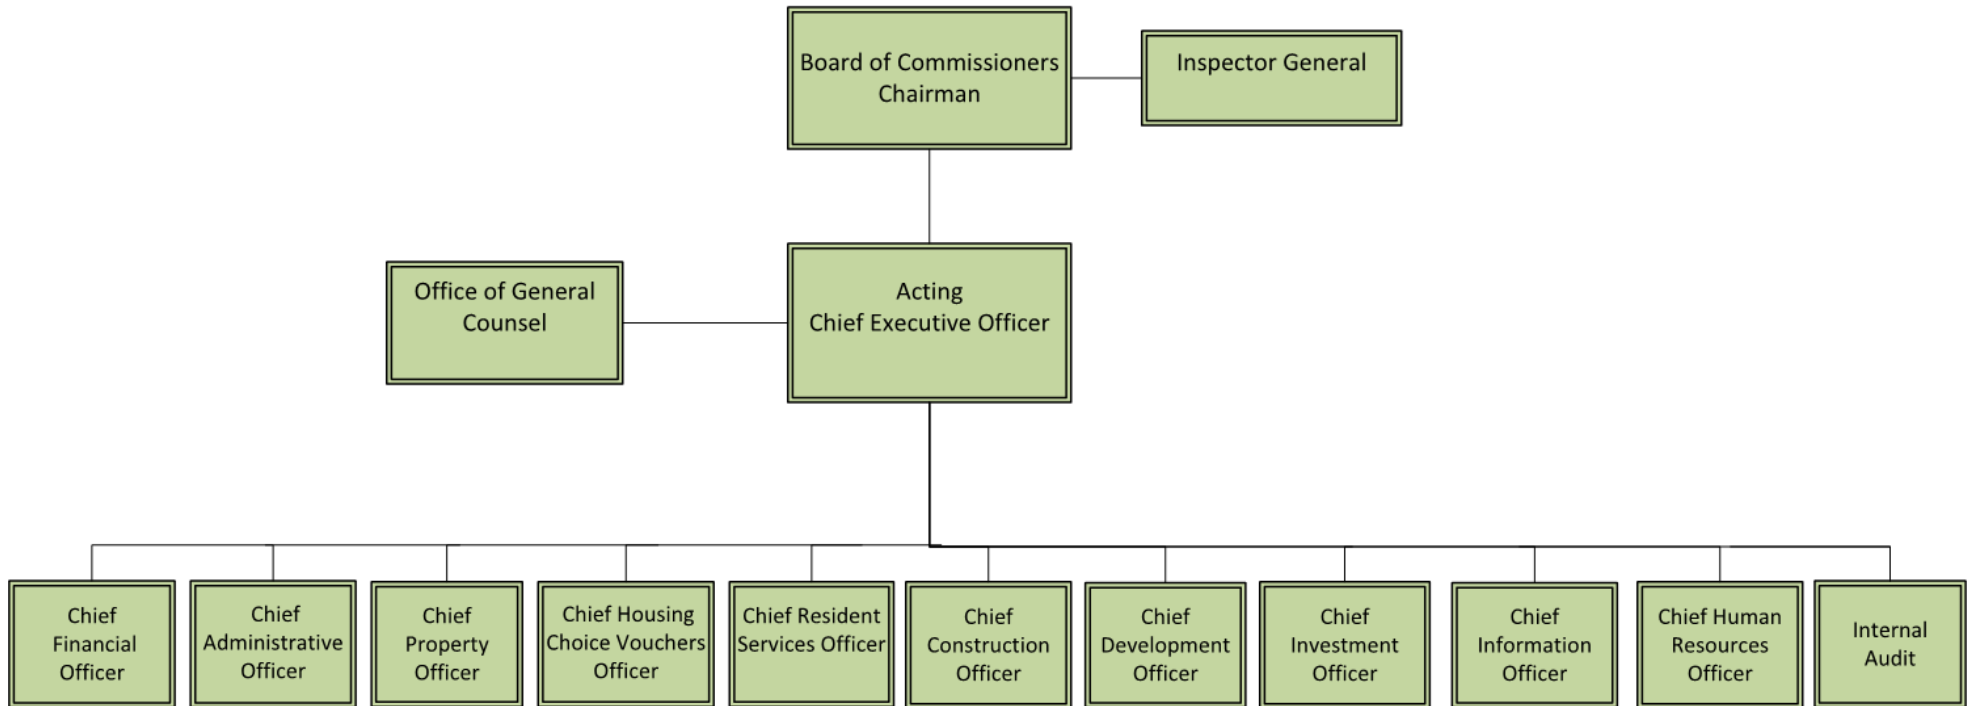 Board of Commissioners
Chairman
Inspector General
Office of General
Counsel
Acting
Chief Executive Officer
Chief
Financial
Officer
Chief
Administrative
Officer
Chief
Property
Officer
Chief Housing
Choice Vouchers
Officer
Chief Resident
Services Officer
Chief
Construction
Officer
Chief
Development
Officer
Chief
Investment
Officer
Chief
Information
Officer
Chief Human
Resources
Officer
Internal
Audit